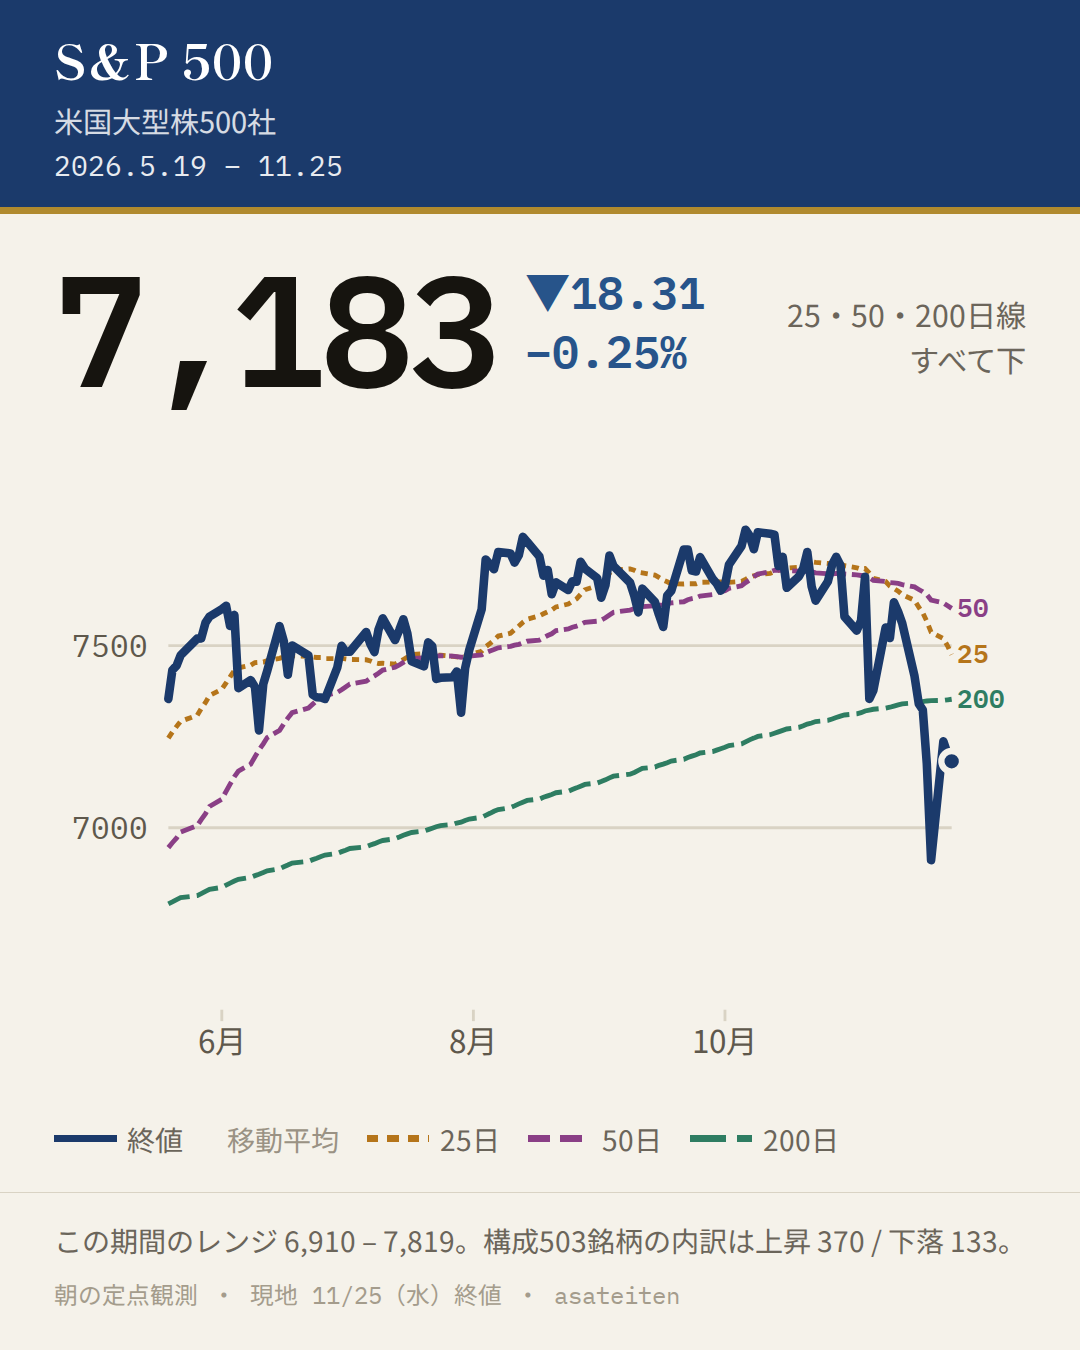 S&P 500
米国大型株500社
2026.5.19 – 11.25
7,183
▼18.31
−0.25%
25・50・200日線
すべて下
7500
7000
50
25
200
6月
8月
10月
終値 移動平均 25日 50日 200日
この期間のレンジ 6,910 – 7,819。構成503銘柄の内訳は上昇 370 / 下落 133。
朝の定点観測 ・ 現地 11/25（水）終値 ・ asateiten